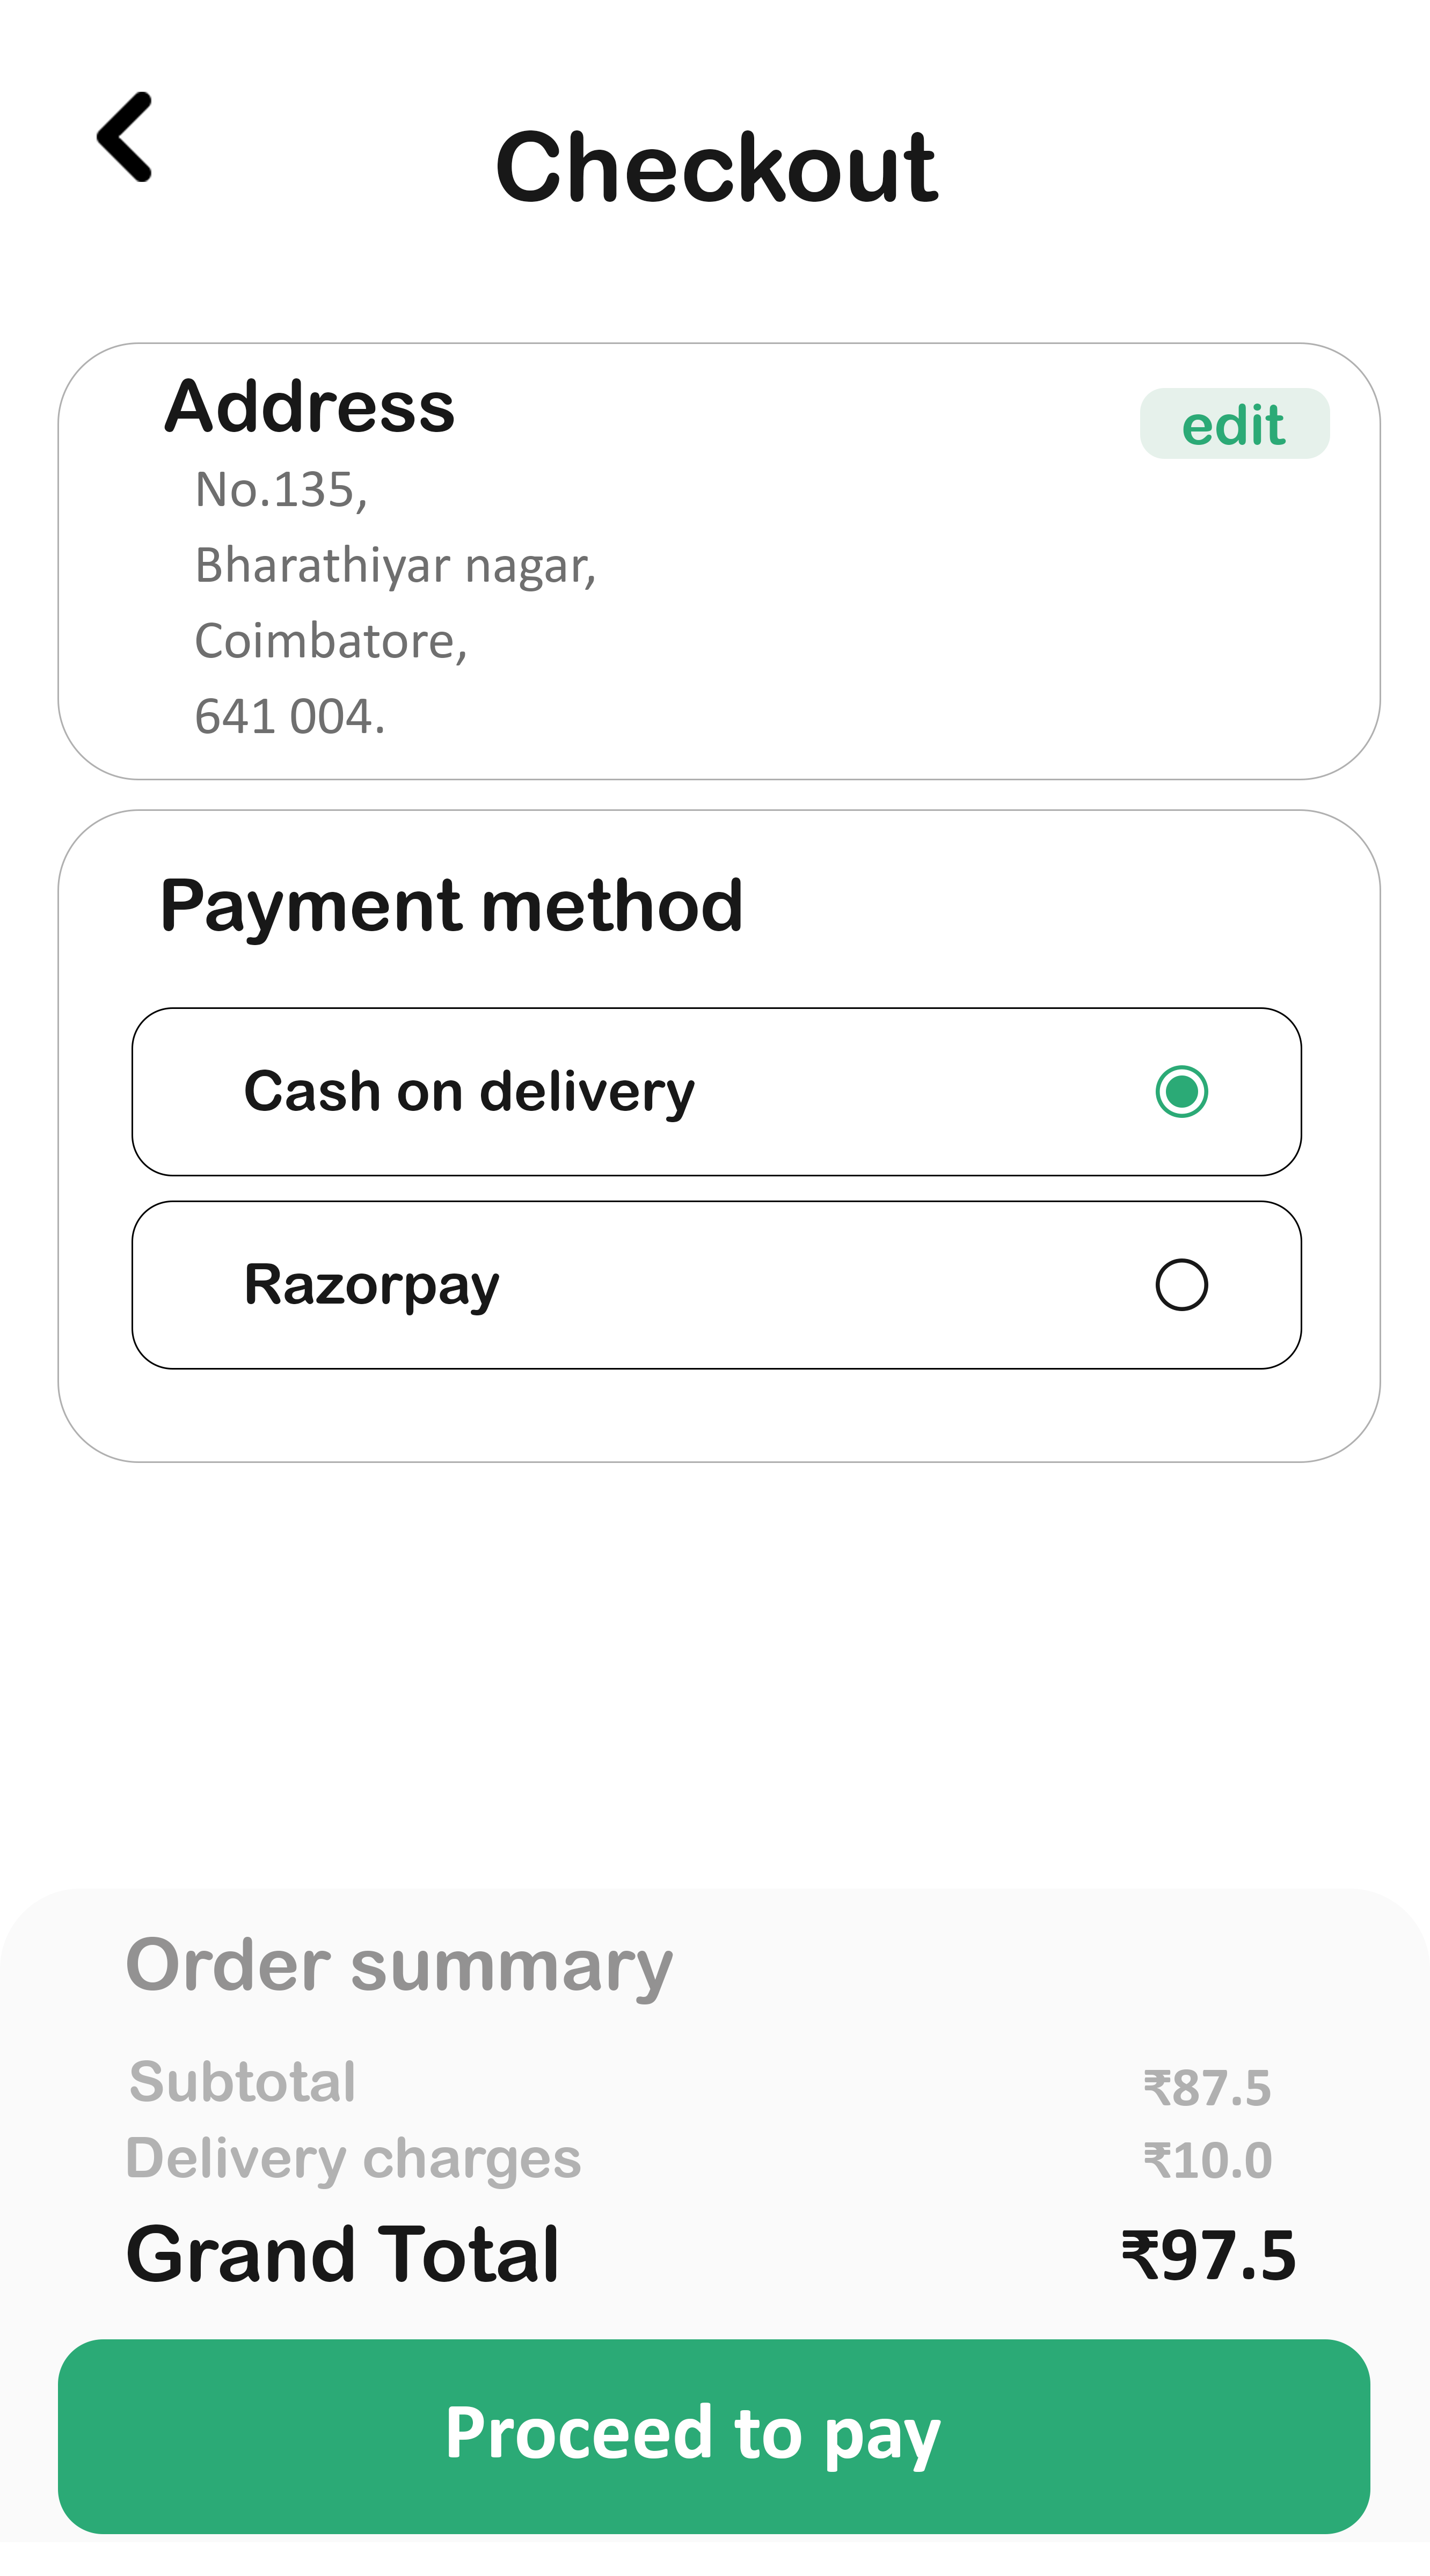 Checkout
Address
edit
No.135,
Bharathiyar nagar,
Coimbatore,
641 004.
Payment method
Cash on delivery
Razorpay
Order summary
Subtotal ₹87.5
Delivery charges ₹10.0
Grand Total ₹97.5
Proceed to pay